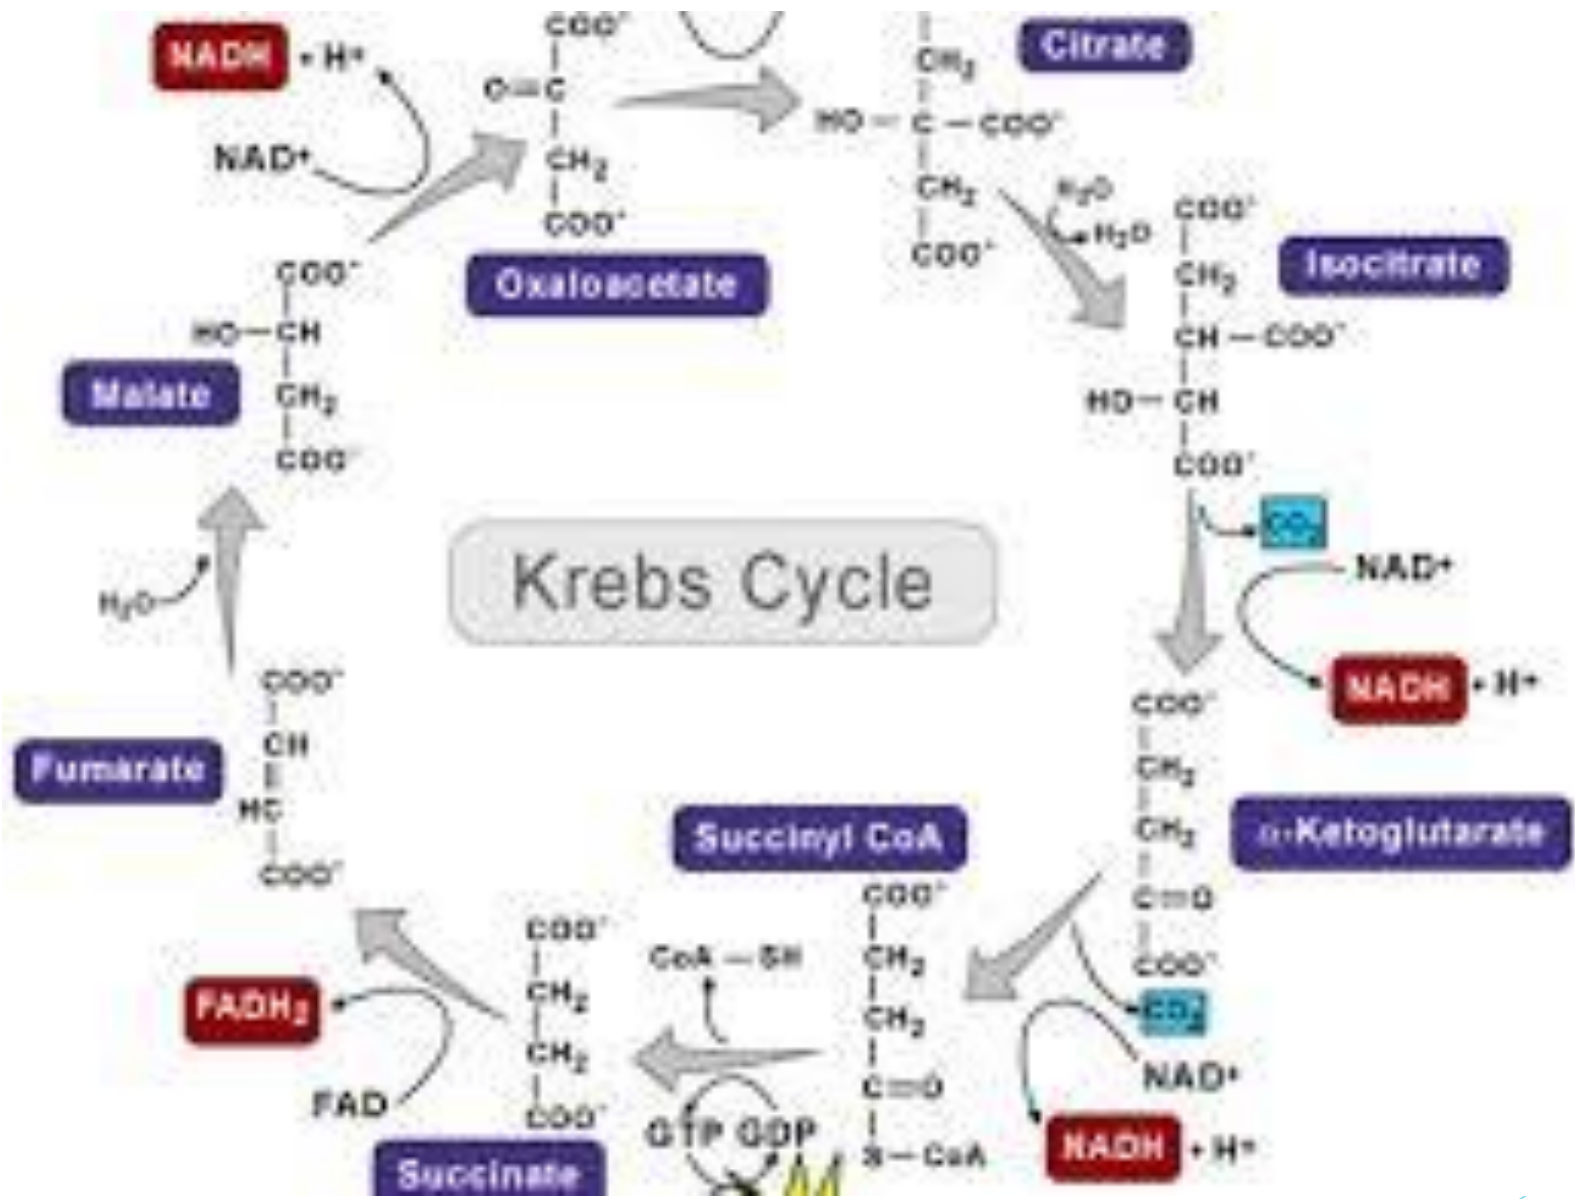 NADH + H+
NAD+
COO-
O=C
CH2
COO-
Oxaloacetate
CH2
HO-C-COO-
CH2
COO-
Citrate
H2O
H2O
COO-
CH2
CH-COO-
HO-CH
COO-
Isocitrate
CO2
NAD+
NADH + H+
COO-
CH2
CH2
C=O
COO-
α-Ketoglutarate
CO2
NAD+
NADH + H+
Succinyl CoA
COO-
CH2
CH2
C=O
S-CoA
CoA-SH
GTP GDP
COO-
CH2
CH2
COO-
Succinate
FADH2
FAD
COO-
CH
HC
COO-
Fumarate
H2O
COO-
HO-CH
CH2
COO-
Malate
Krebs Cycle